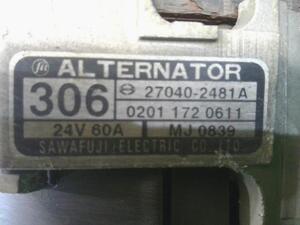 ALTERNATOR
306
27040-2481A
0201 172 0611
24V 60A MJ 0839
SAWAFUJI ELECTRIC CO., LTD.